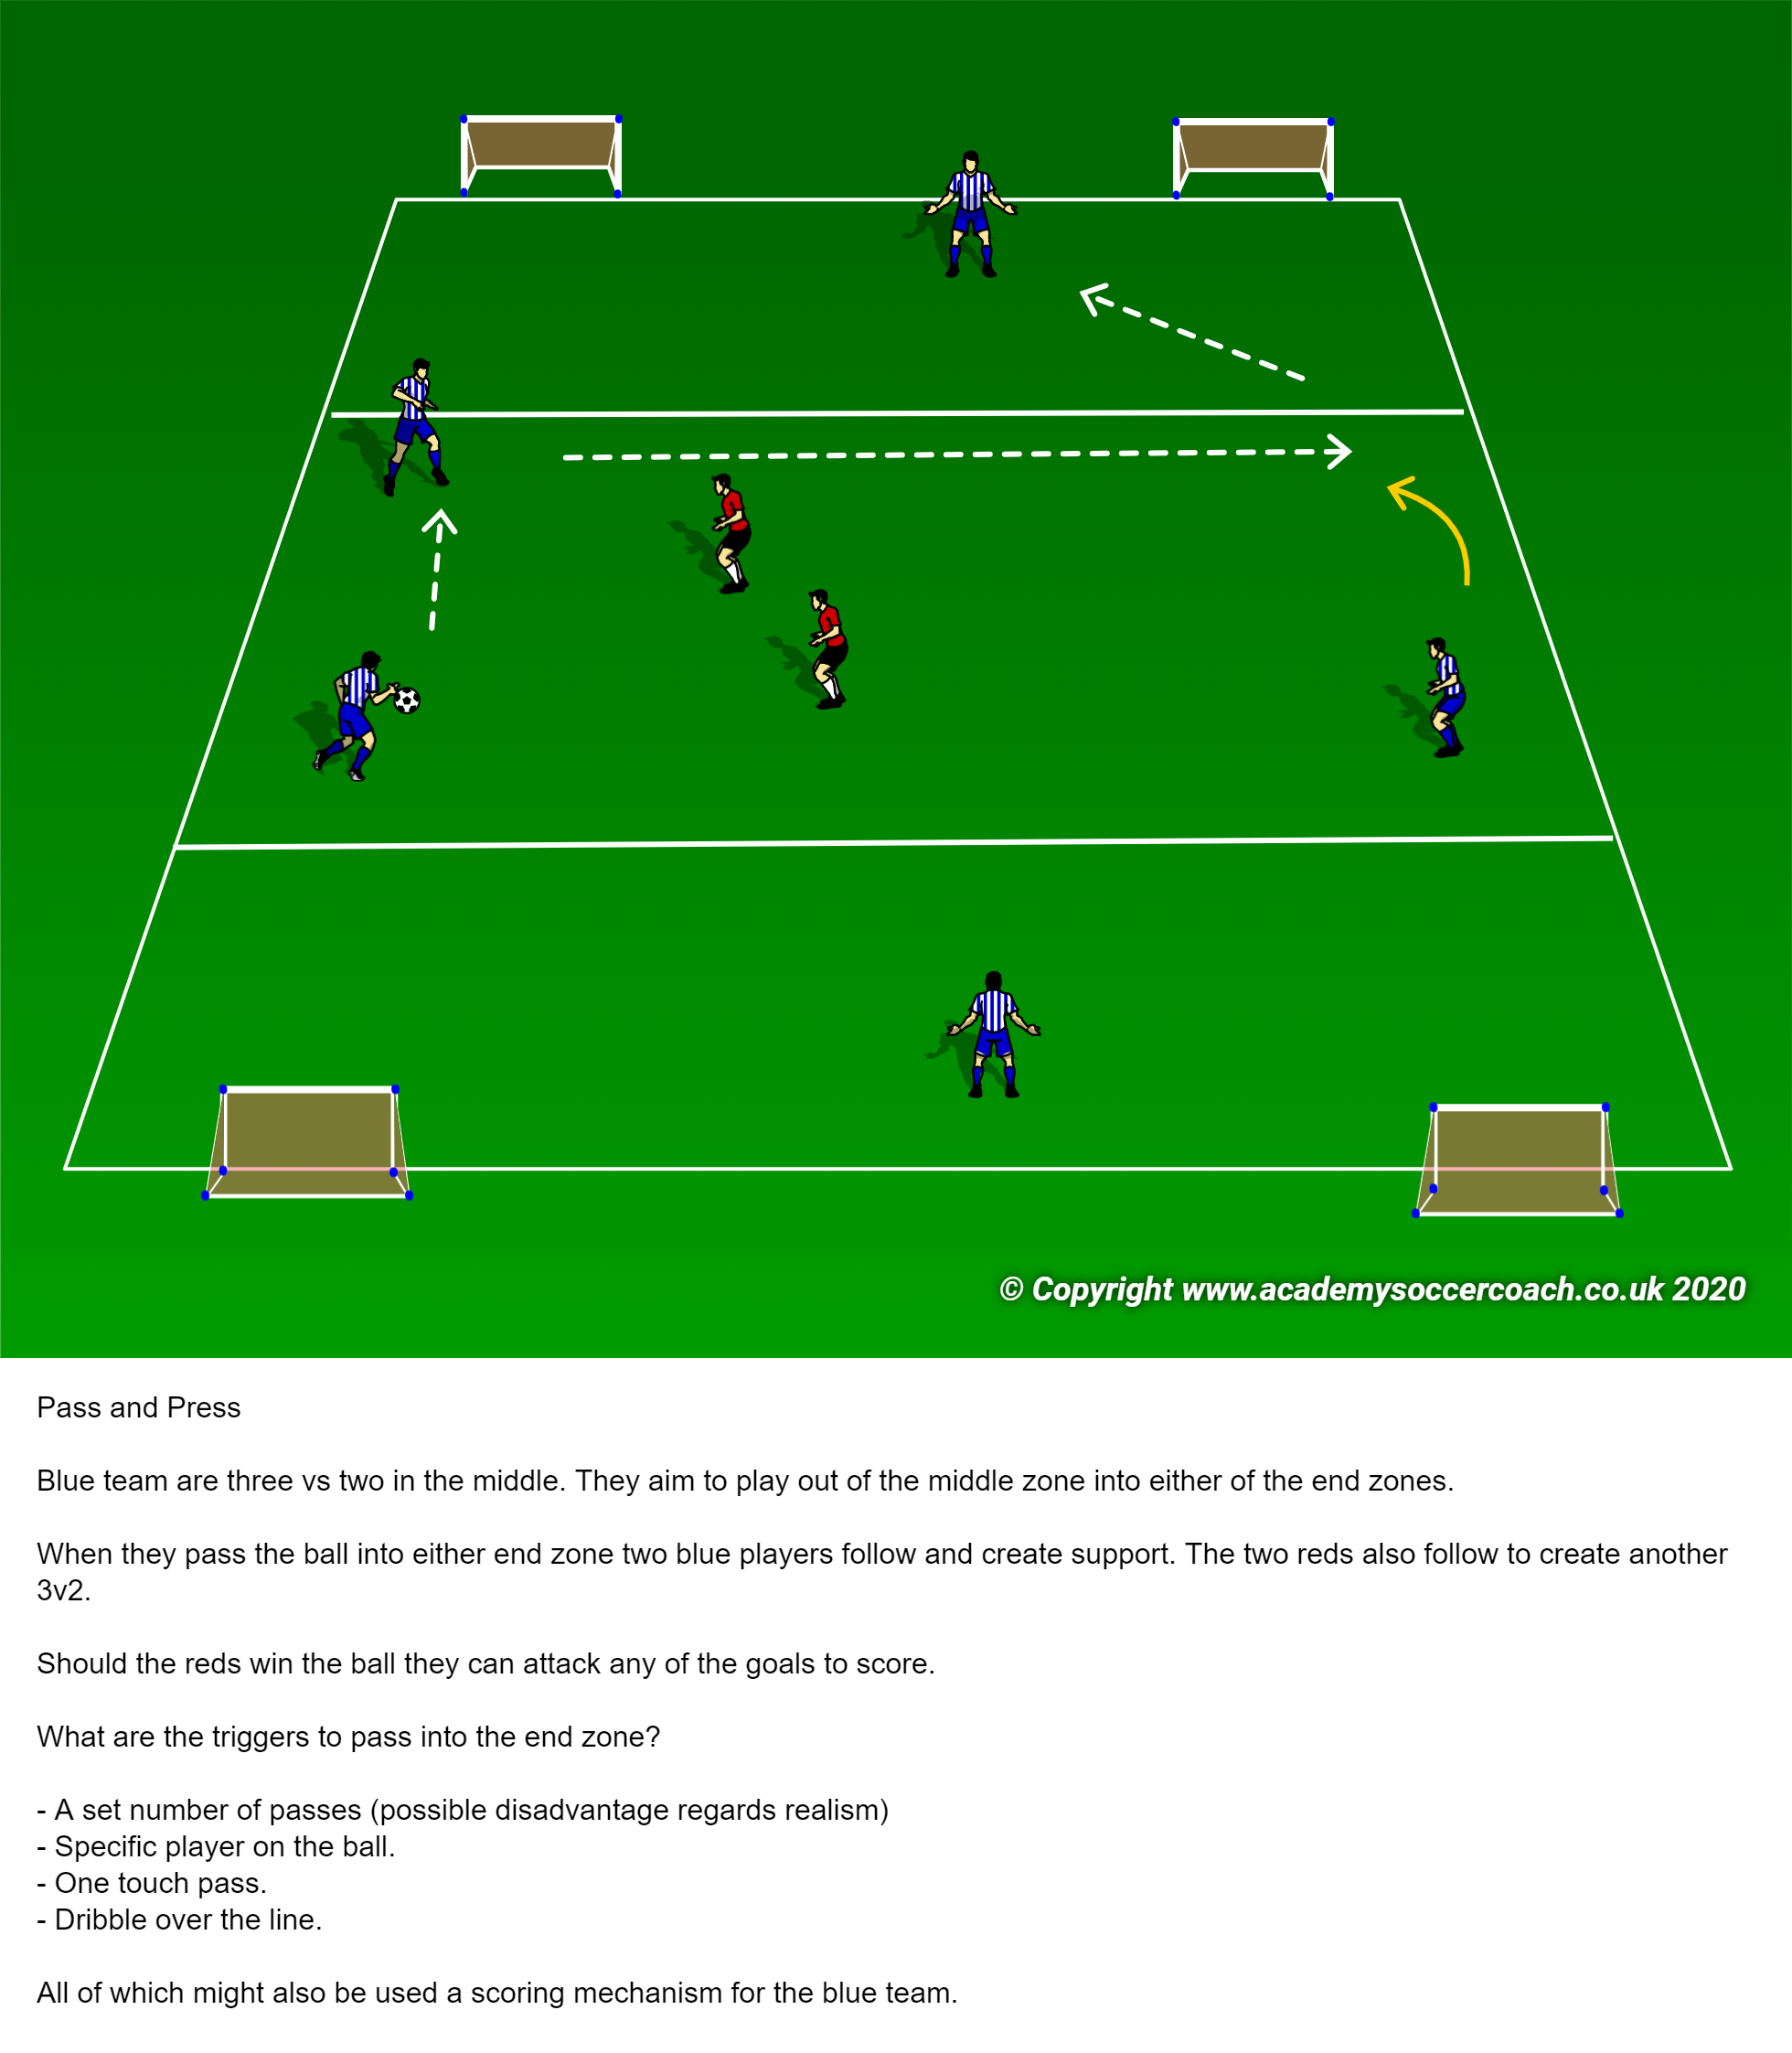 © Copyright www.academysoccercoach.co.uk 2020
Pass and Press
Blue team are three vs two in the middle. They aim to play out of the middle zone into either of the end zones.
When they pass the ball into either end zone two blue players follow and create support. The two reds also follow to create another
3v2.
Should the reds win the ball they can attack any of the goals to score.
What are the triggers to pass into the end zone?
- A set number of passes (possible disadvantage regards realism)
- Specific player on the ball.
- One touch pass.
- Dribble over the line.
All of which might also be used a scoring mechanism for the blue team.